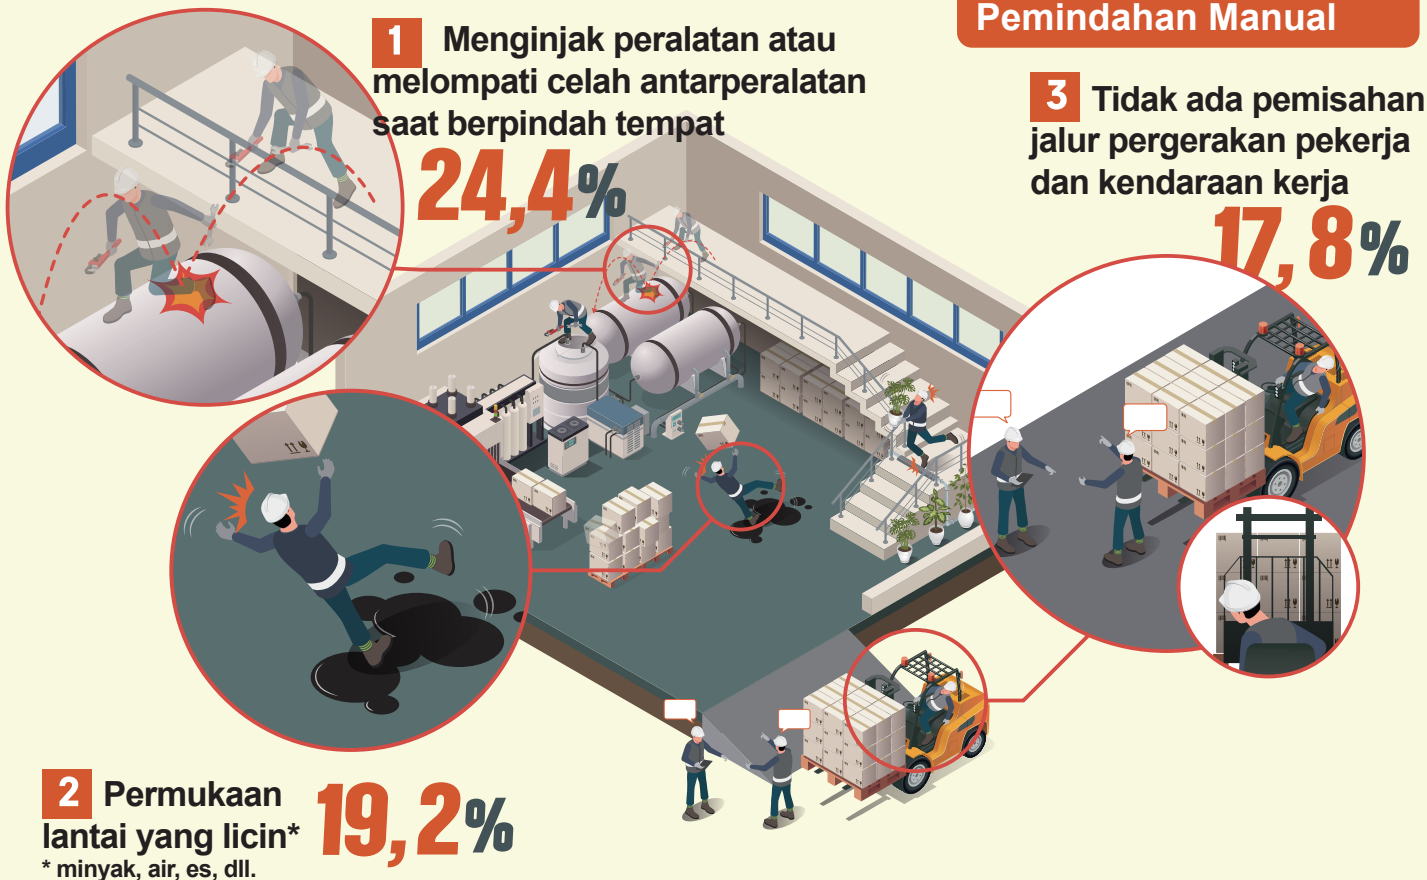 Pemindahan Manual
1 Menginjak peralatan atau
melompati celah antarperalatan
saat berpindah tempat
24,4%
3 Tidak ada pemisahan
jalur pergerakan pekerja
dan kendaraan kerja
17,8%
2 Permukaan
lantai yang licin*
* minyak, air, es, dll.
19,2%